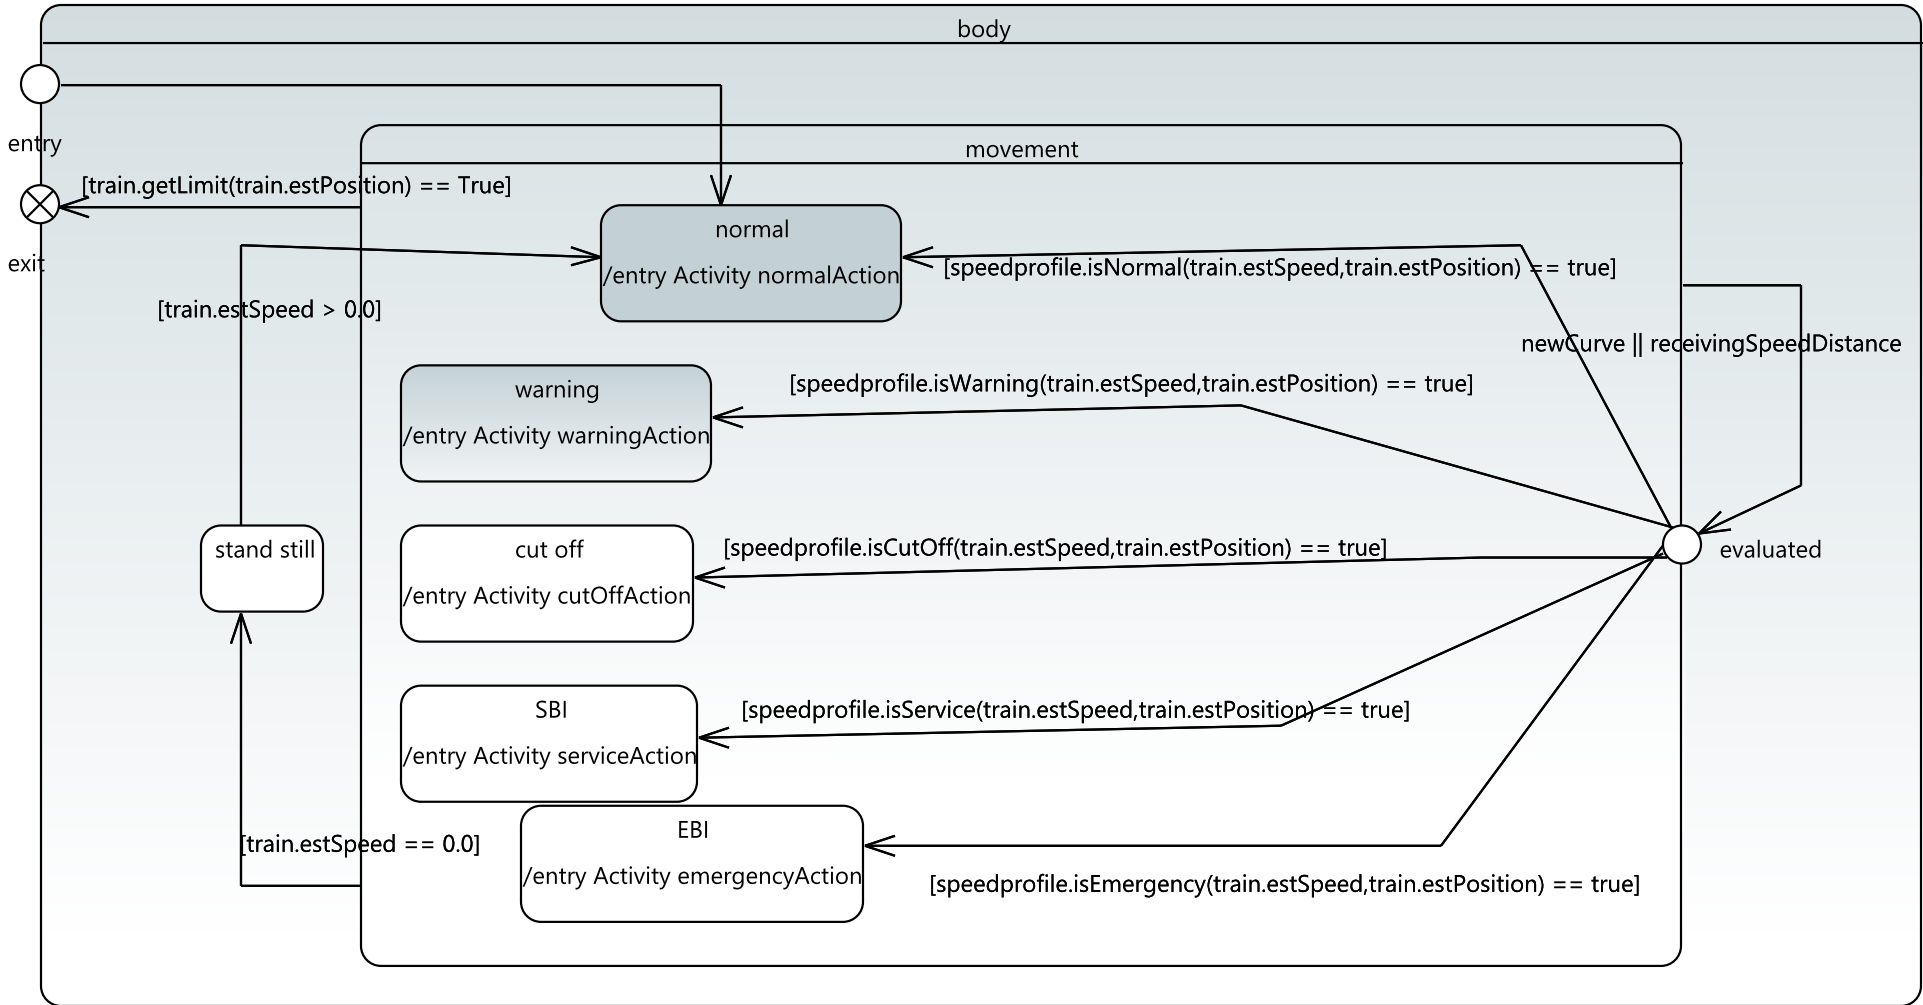 body
entry
movement
[train.getLimit(train.estPosition) == True]
normal
/entry Activity normalAction
exit
[speedprofile.isNormal(train.estSpeed,train.estPosition) == true]
[train.estSpeed > 0.0]
newCurve || receivingSpeedDistance
warning
/entry Activity warningAction
[speedprofile.isWarning(train.estSpeed,train.estPosition) == true]
stand still
cut off
/entry Activity cutOffAction
[speedprofile.isCutOff(train.estSpeed,train.estPosition) == true]
evaluated
SBI
/entry Activity serviceAction
[speedprofile.isService(train.estSpeed,train.estPosition) == true]
[train.estSpeed == 0.0]
EBI
/entry Activity emergencyAction
[speedprofile.isEmergency(train.estSpeed,train.estPosition) == true]